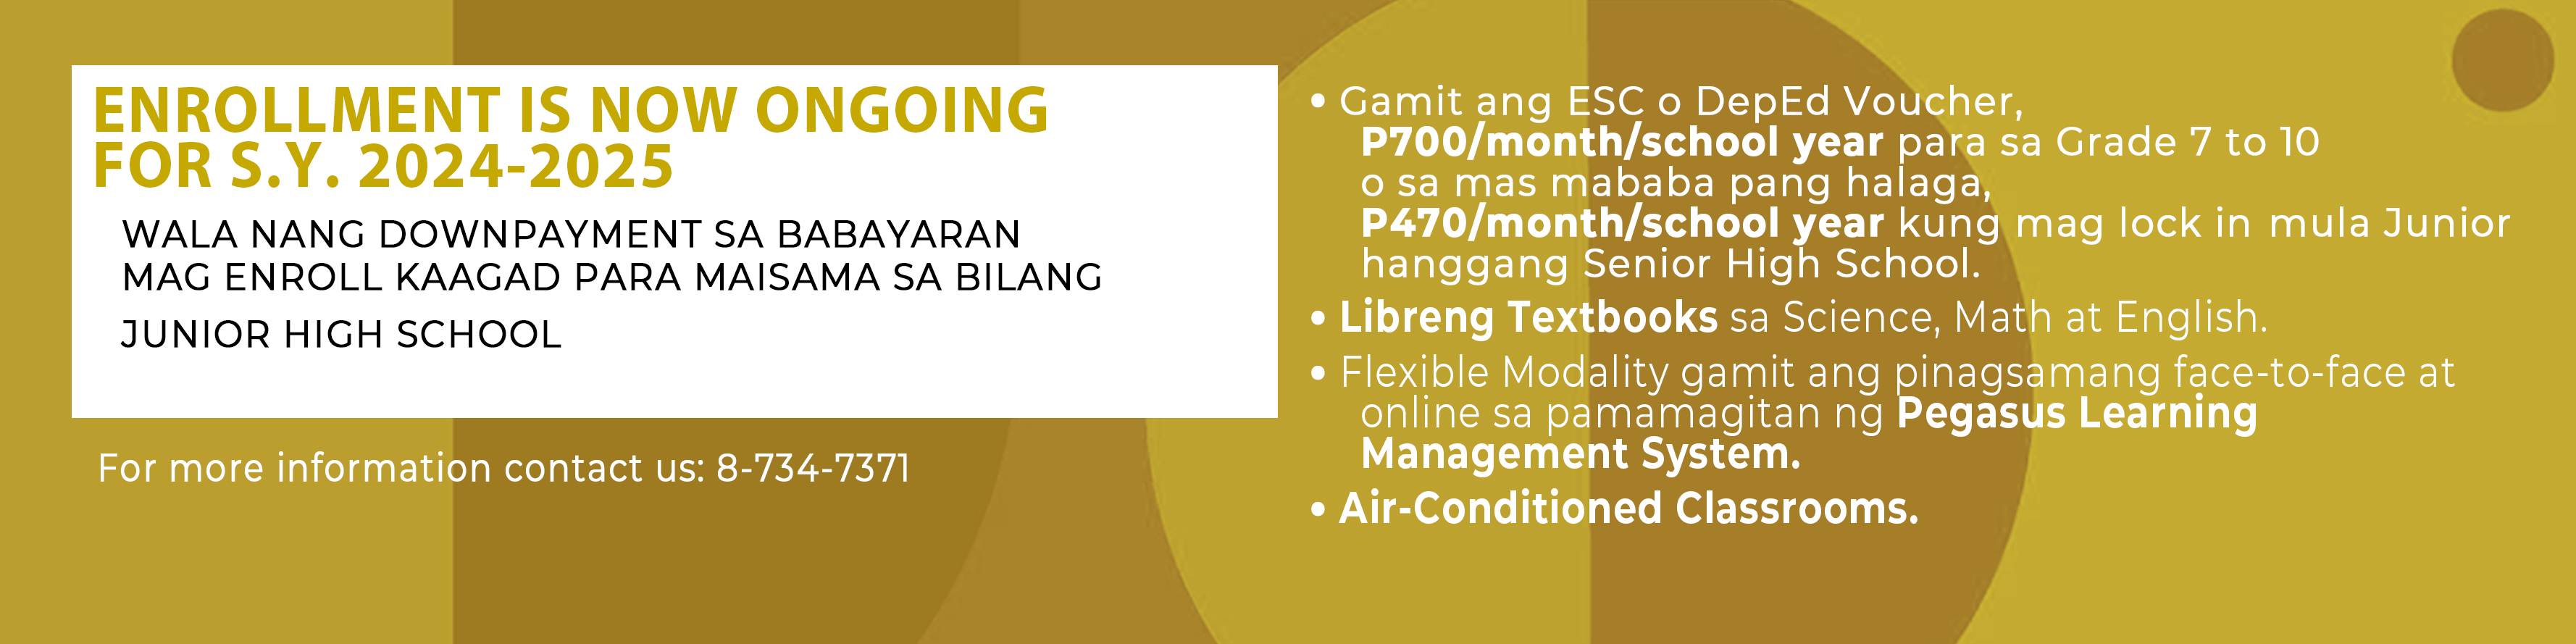 ENROLLMENT IS NOW ONGOING
FOR S.Y. 2024-2025
WALA NANG DOWNPAYMENT SA BABAYARAN
MAG ENROLL KAAGAD PARA MAISAMA SA BILANG
JUNIOR HIGH SCHOOL
For more information contact us: 8-734-7371
• Gamit ang ESC o DepEd Voucher,
P700/month/school year para sa Grade 7 to 10
o sa mas mababa pang halaga,
P470/month/school year kung mag lock in mula Junior
hanggang Senior High School.
• Libreng Textbooks sa Science, Math at English.
• Flexible Modality gamit ang pinagsamang face-to-face at
online sa pamamagitan ng Pegasus Learning
Management System.
• Air-Conditioned Classrooms.